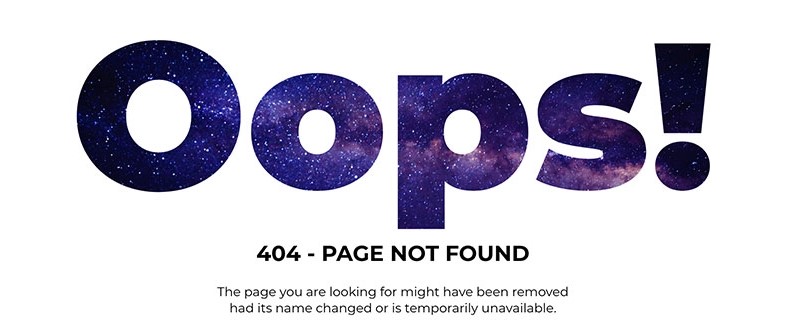 Oops!
404 - PAGE NOT FOUND
The page you are looking for might have been removed
had its name changed or is temporarily unavailable.